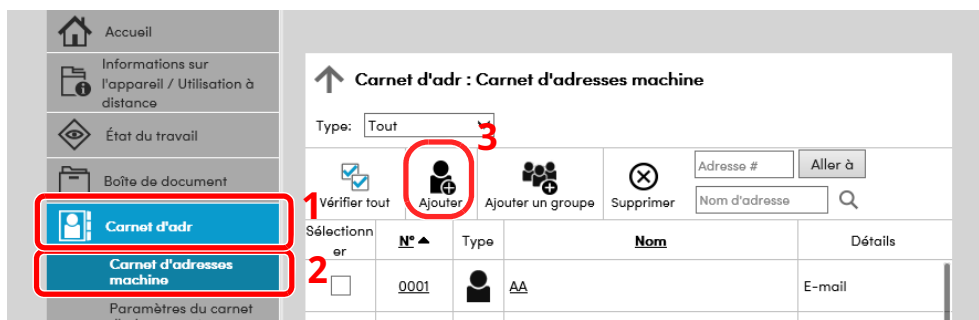 Accueil
Informations sur
l'appareil / Utilisation à
distance
État du travail
Boîte de document
Carnet d'adr
Carnet d'adresses
machine
Paramètres du carnet
1
2
Carnet d'adr : Carnet d'adresses machine
Type: Tout
3
Vérifier tout
Ajouter
Ajouter un groupe
Supprimer
Adresse #
Aller à
Nom d'adresse
Sélectionn
er
N°
Type
Nom
Détails
0001
AA
E-mail